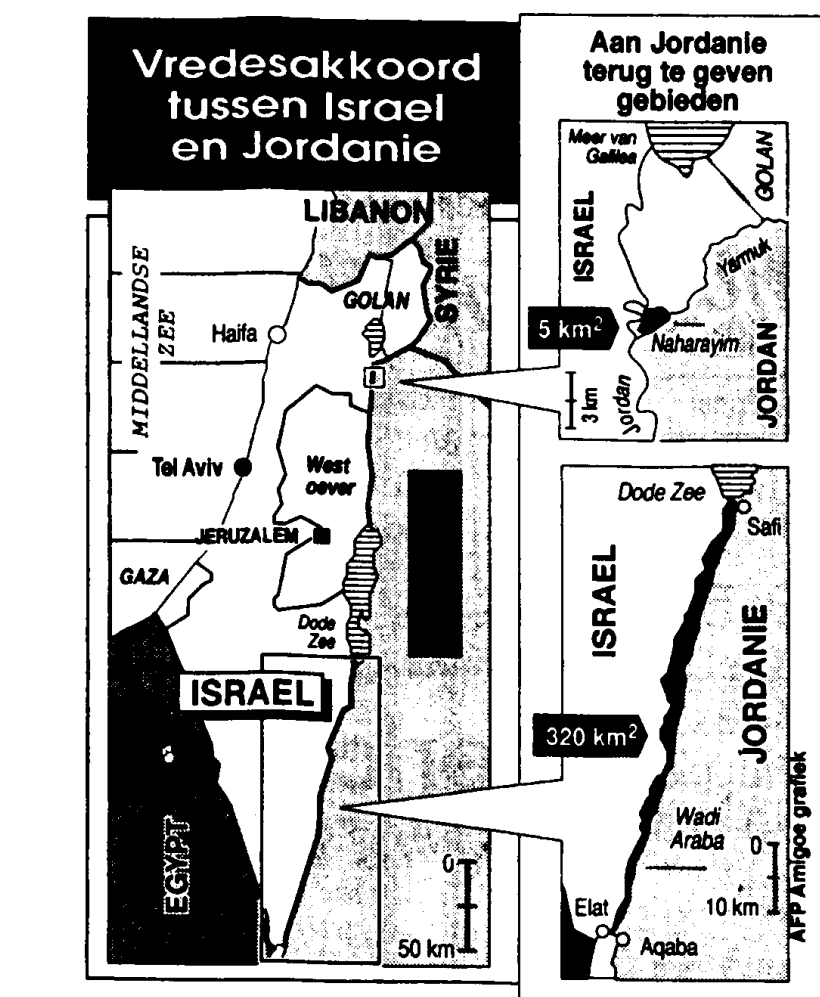 Vredesakkoord
tussen Israel
en Jordanie
LIBANON
SYRIE
GOLAN
MIDDELLANDSE
ZEE
Haifa
Tel Aviv
West
oever
JERUZALEM
GAZA
Dode
Zee
ISRAEL
EGYPT
0
50 km
Aan Jordanie
terug te geven
gebieden
Meer van
Galilea
GOLAN
ISRAEL
Yarmuk
5 km²
Naharayim
JORDAN
Jordan
3 km
Dode Zee
Safi
ISRAEL
JORDANIE
320 km²
Wadi
Araba
0
10 km
Elat
Aqaba
AFP Amigoe grafiek